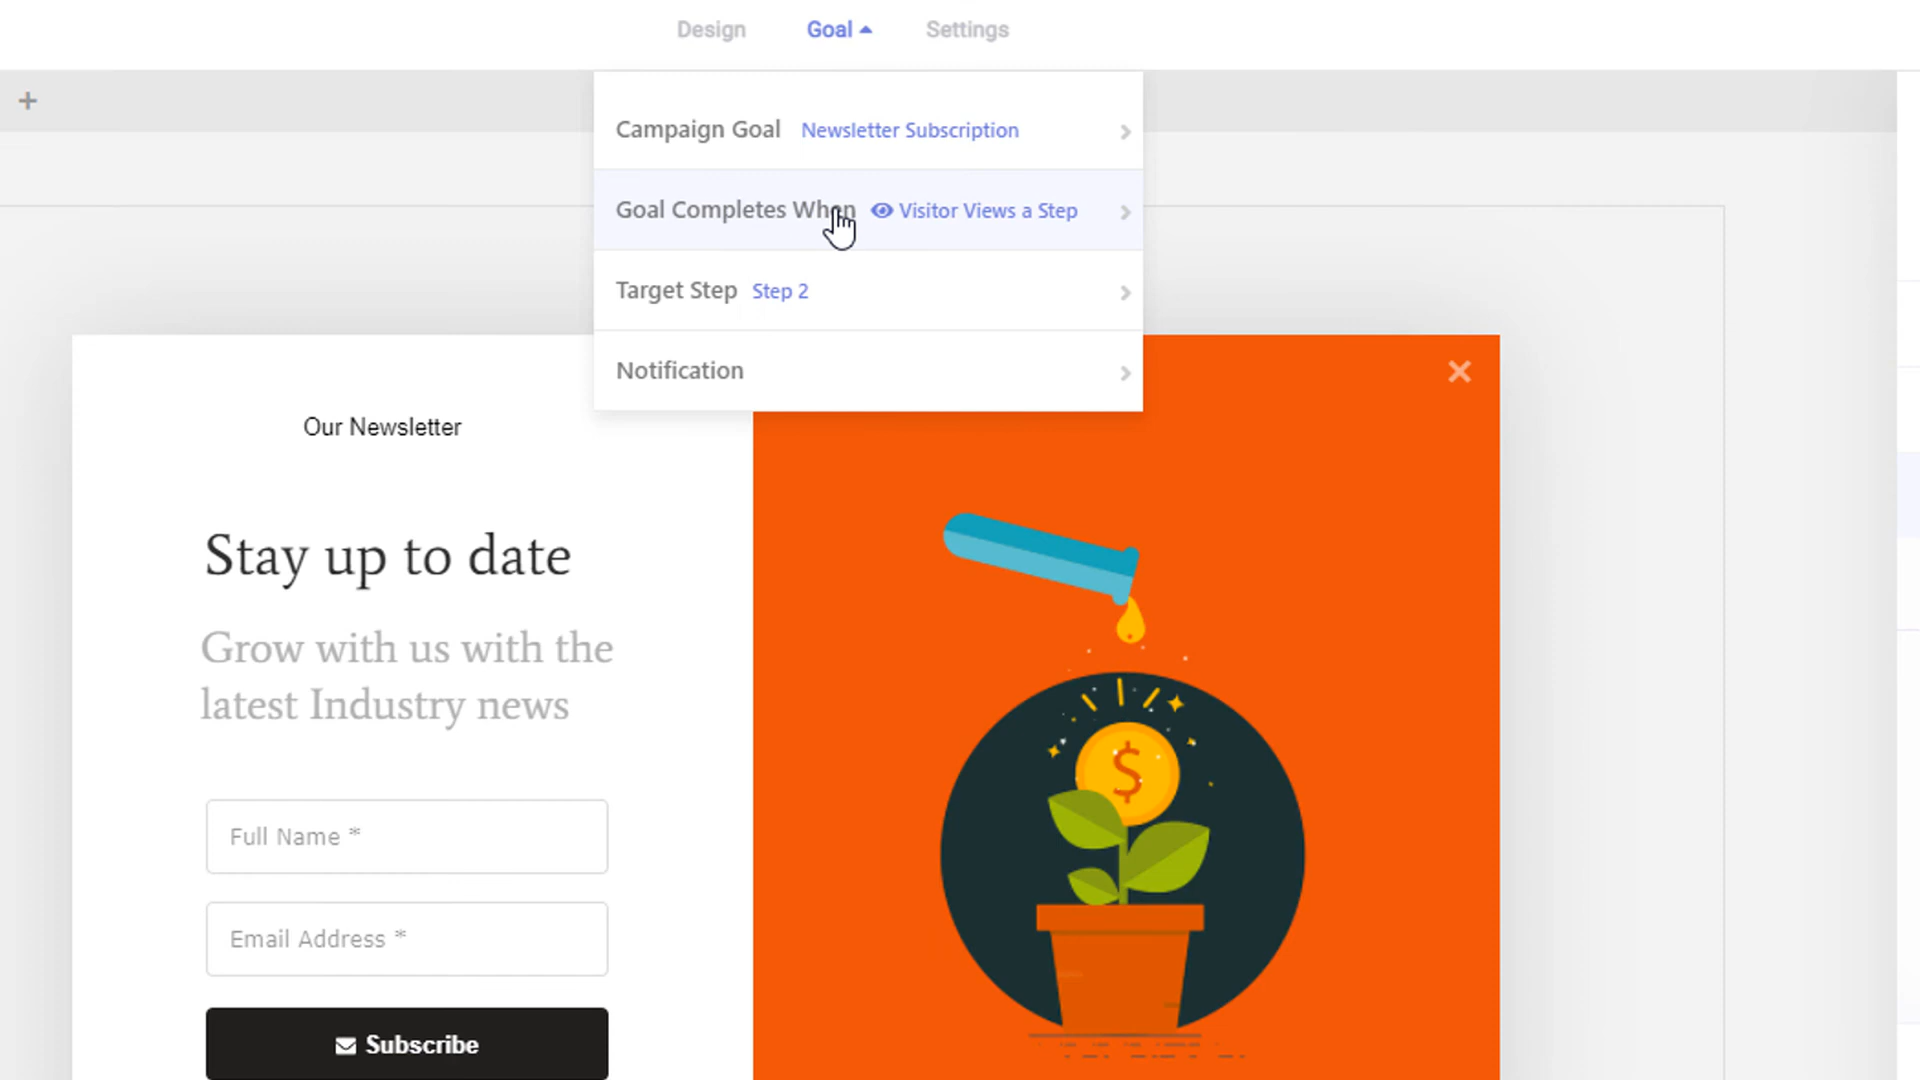 Design Goal Settings
+
Campaign Goal Newsletter Subscription
Goal Completes When Visitor Views a Step
Target Step Step 2
Notification
Our Newsletter
Stay up to date
Grow with us with the
latest Industry news
Full Name *
Email Address *
Subscribe
$